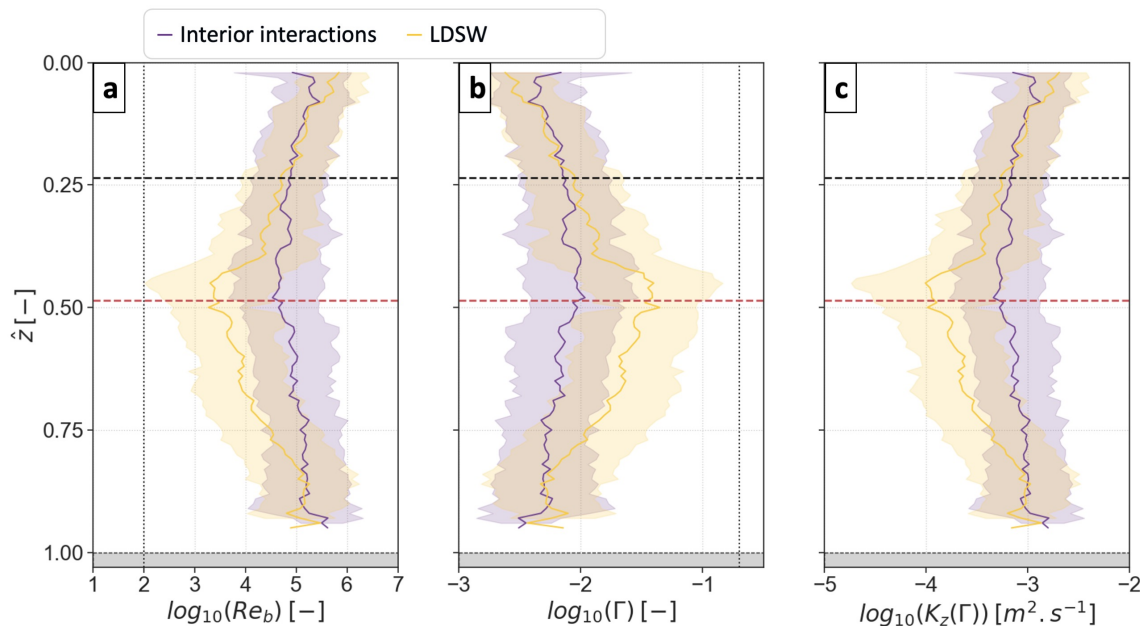 Interior interactions LDSW
a b c
0.00
0.25
0.50
0.75
1.00
ẑ [−]
1 2 3 4 5 6 7
−3 −2 −1
−5 −4 −3 −2
log10(Reb) [−]
log10(Γ) [−]
log10(Kz(Γ)) [m². s⁻¹]